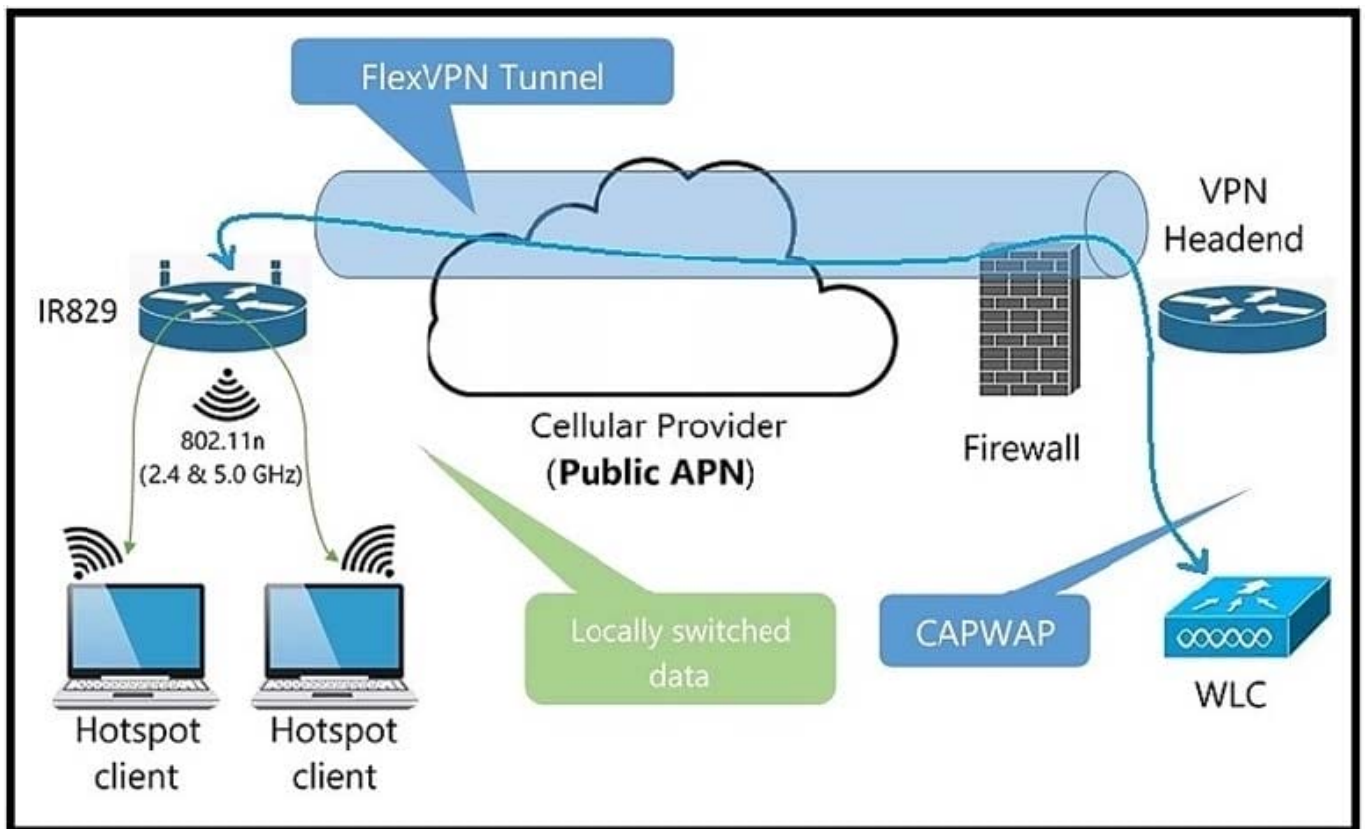 FlexVPN Tunnel
VPN
Headend
IR829
802.11n
(2.4 & 5.0 GHz)
Cellular Provider
(Public APN)
Firewall
Locally switched
data
CAPWAP
WLC
Hotspot
client
Hotspot
client